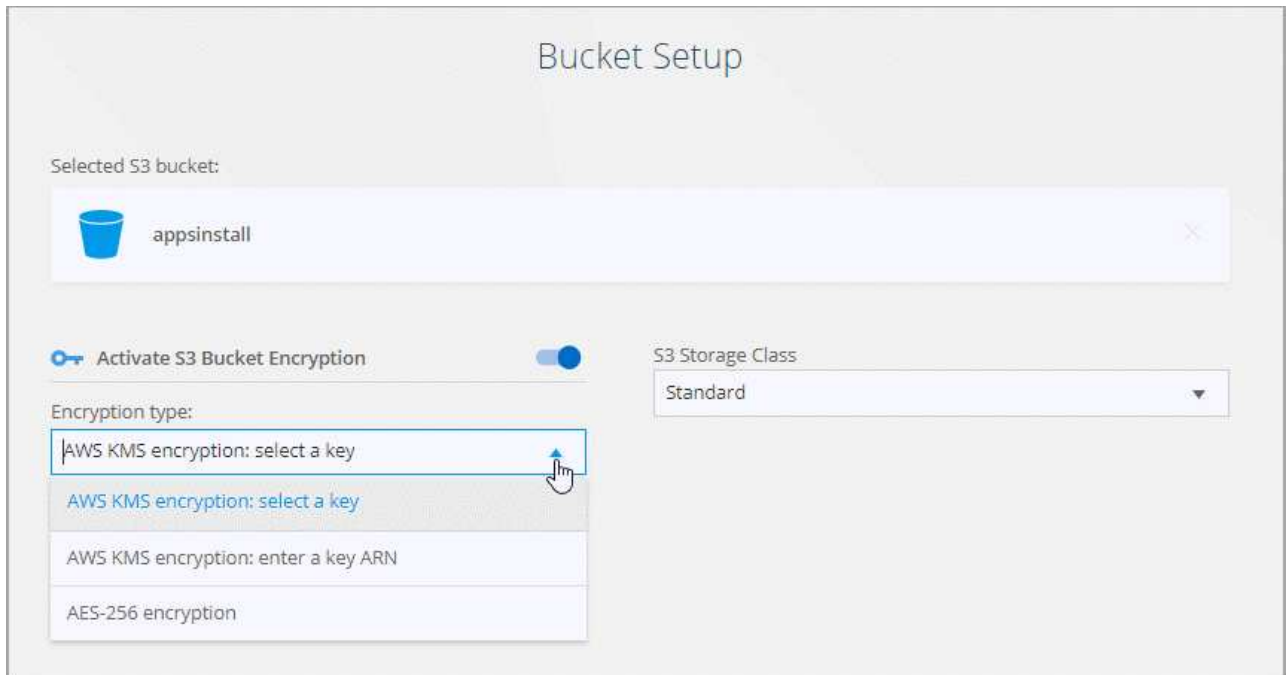 Bucket Setup
Selected S3 bucket:
appsinstall
Activate S3 Bucket Encryption
S3 Storage Class
Standard
Encryption type:
AWS KMS encryption: select a key
AWS KMS encryption: select a key
AWS KMS encryption: enter a key ARN
AES-256 encryption